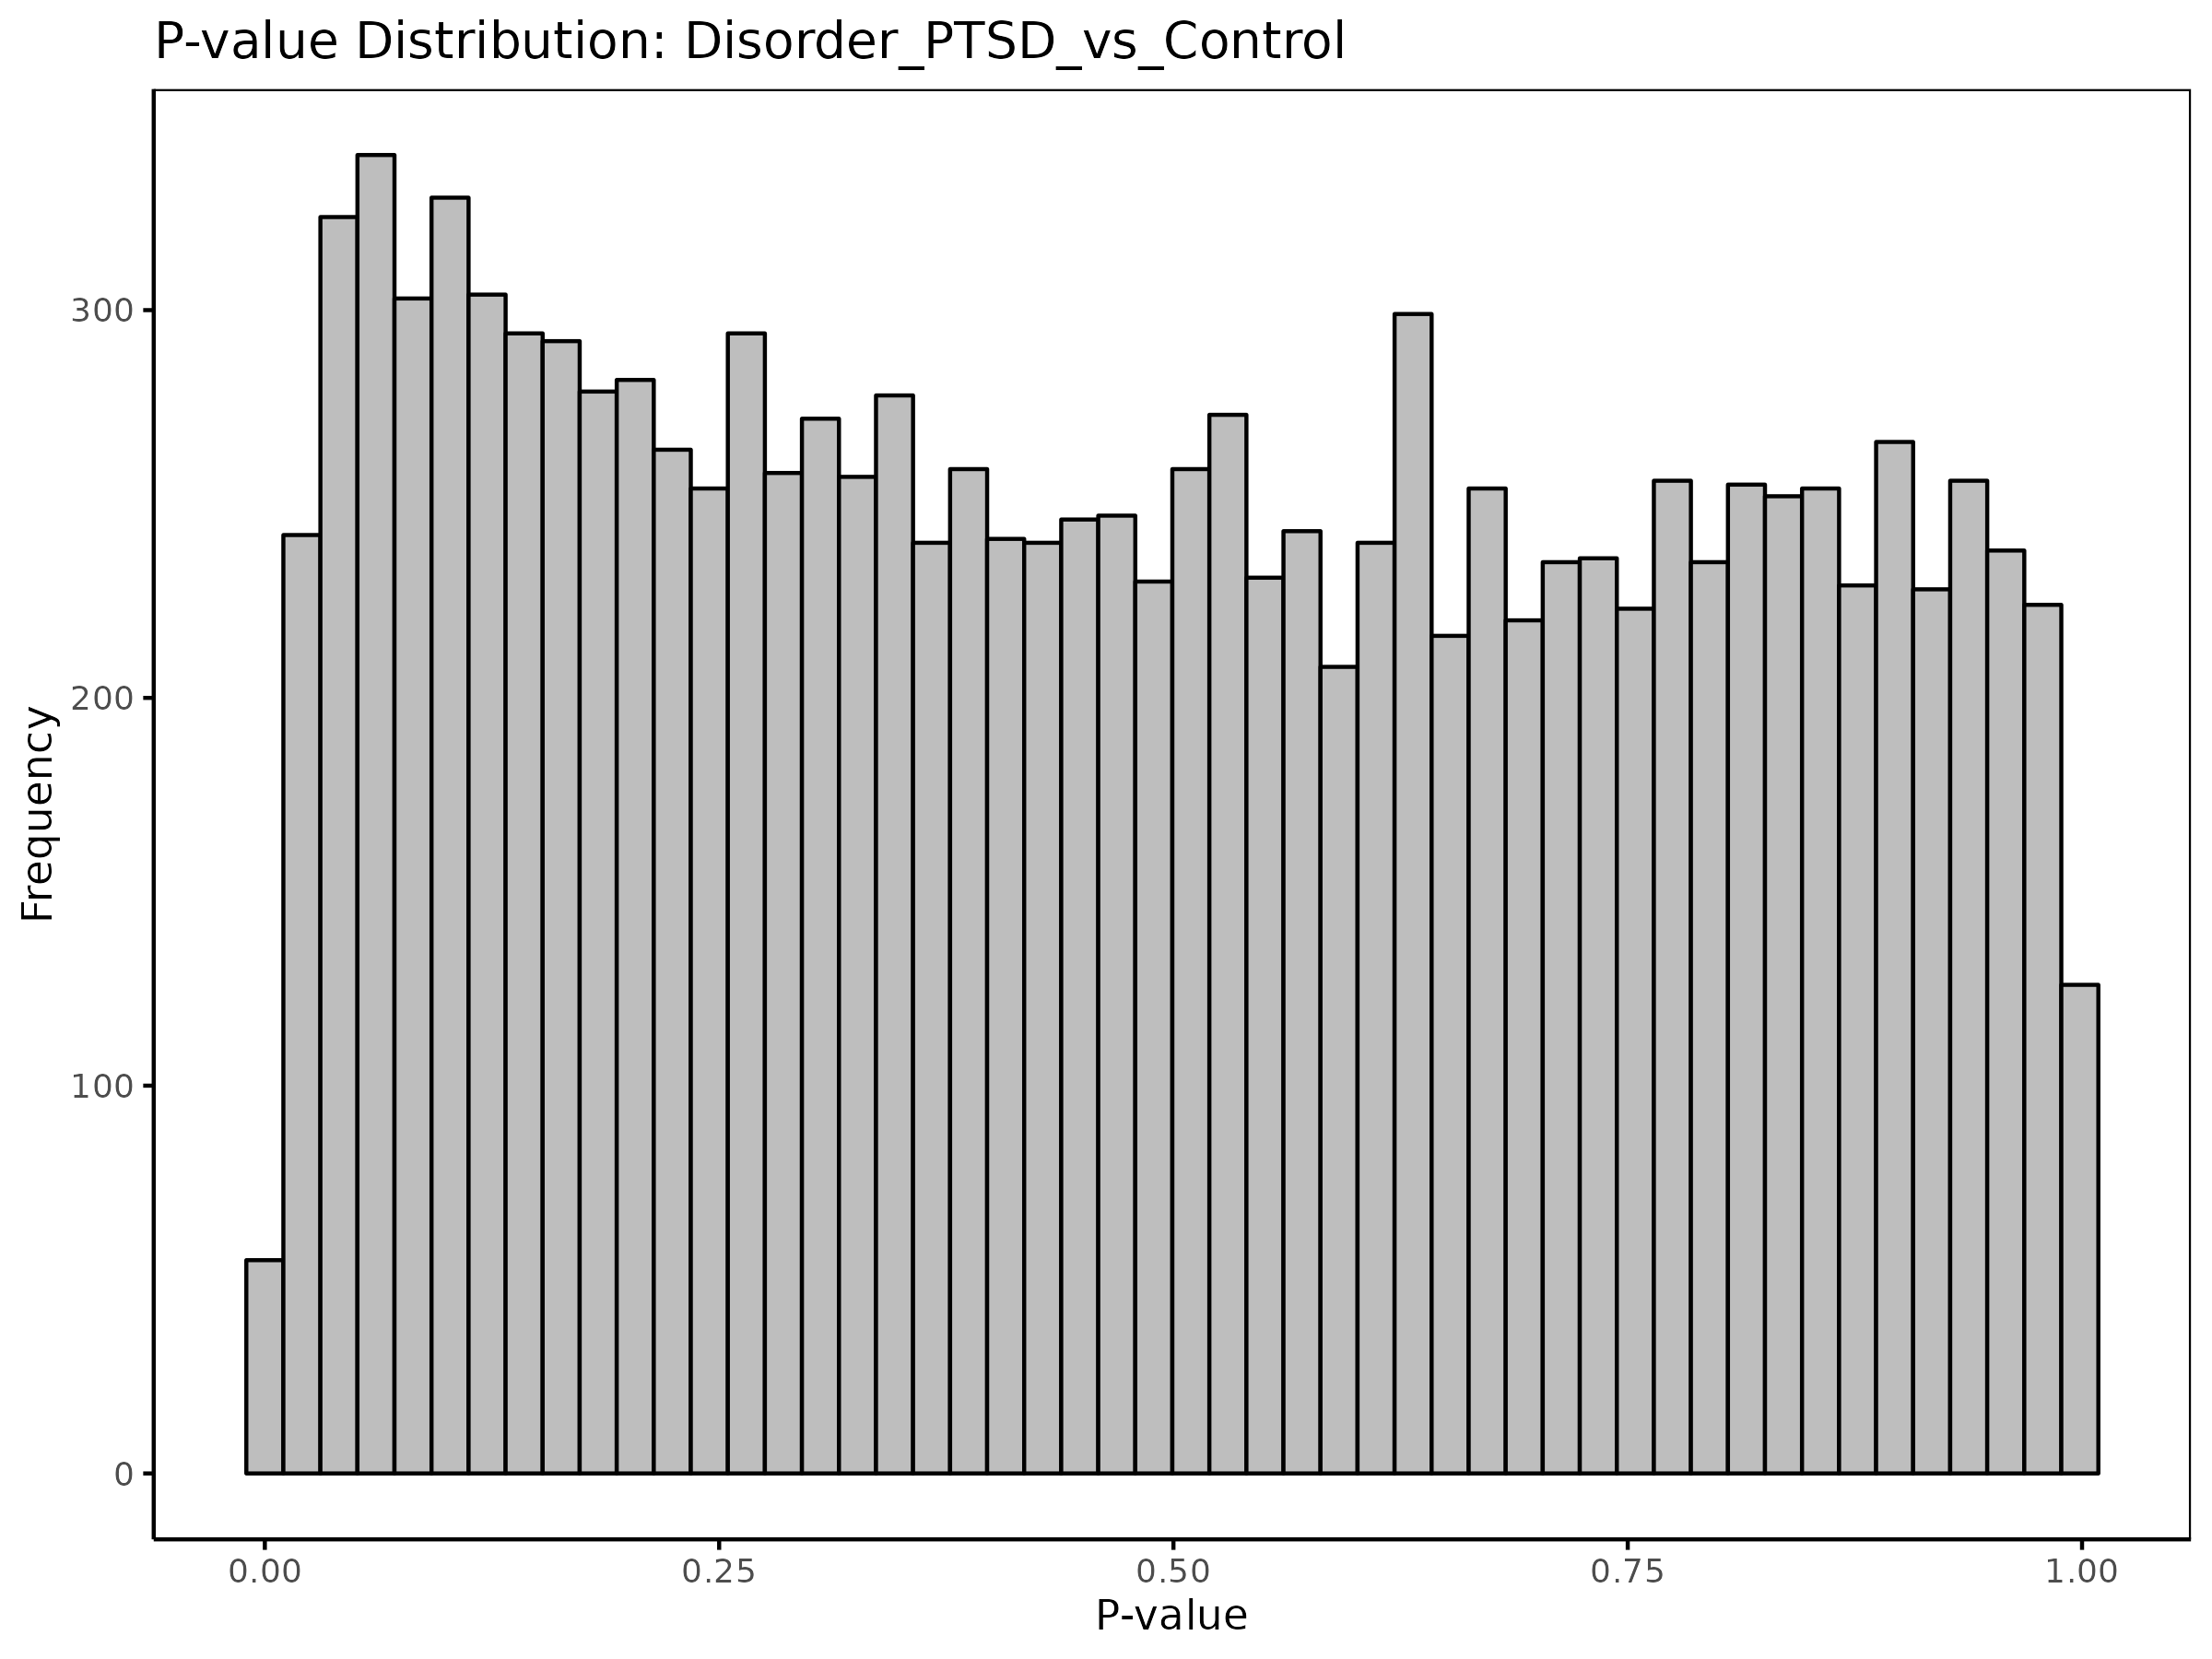 P-value Distribution: Disorder_PTSD_vs_Control
Frequency
300
200
100
0
0.00 0.25 0.50 0.75 1.00
P-value